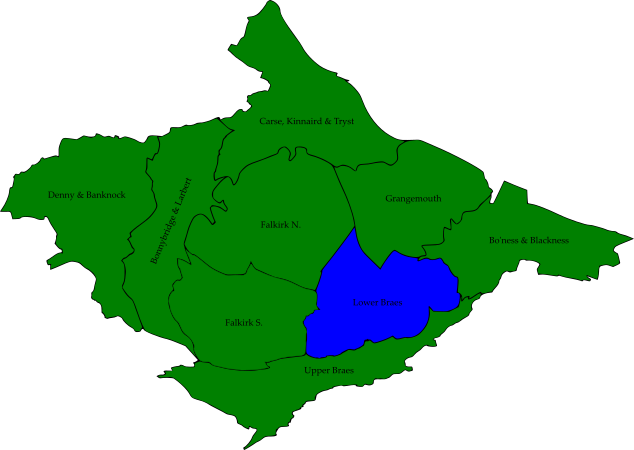 Carse, Kinnaird & Tryst
Denny & Banknock
Bonnybridge & Larbert
Grangemouth
Falkirk N.
Bo'ness & Blackness
Lower Braes
Falkirk S.
Upper Braes